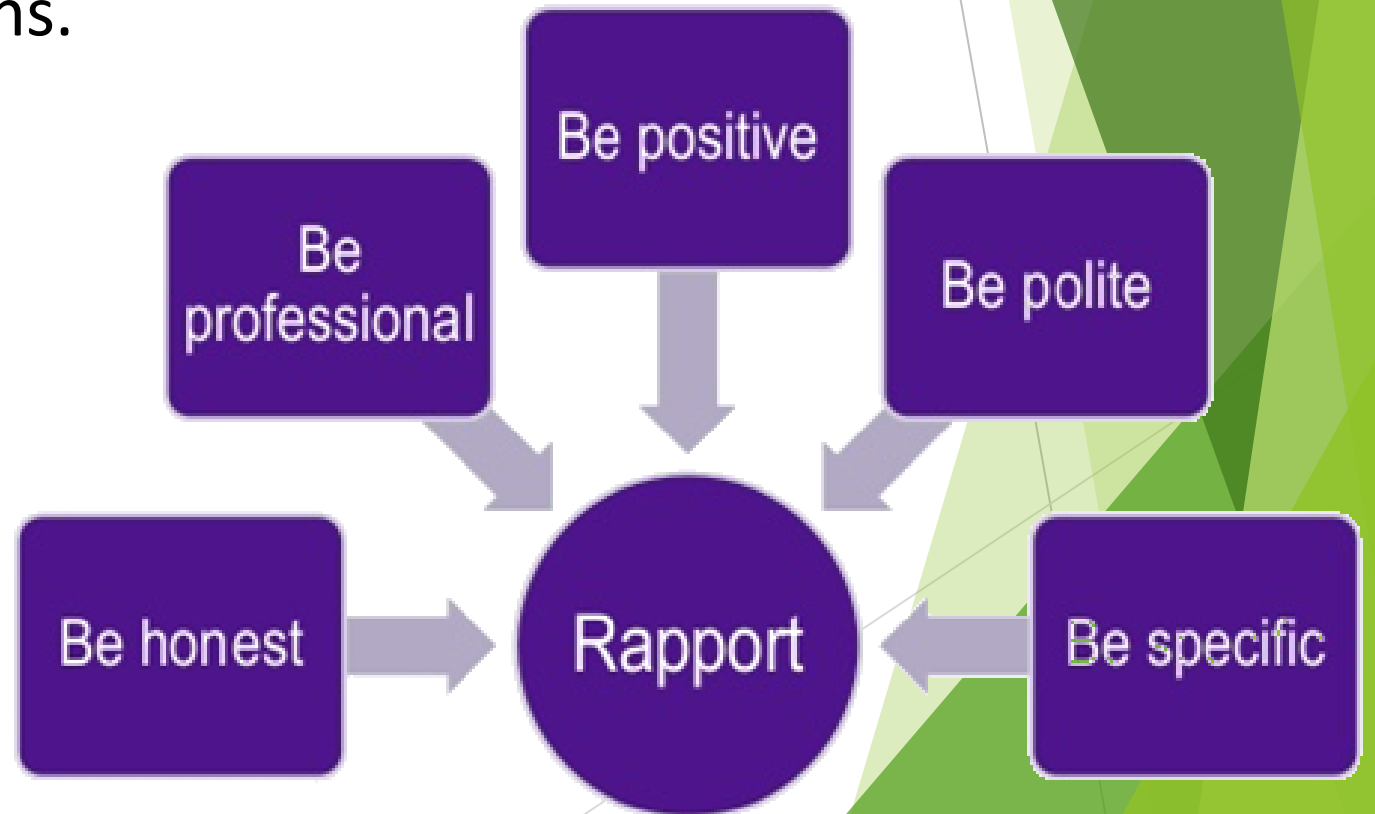 ns.
Be positive
Be
professional
Be polite
Be honest
Rapport
Be specific